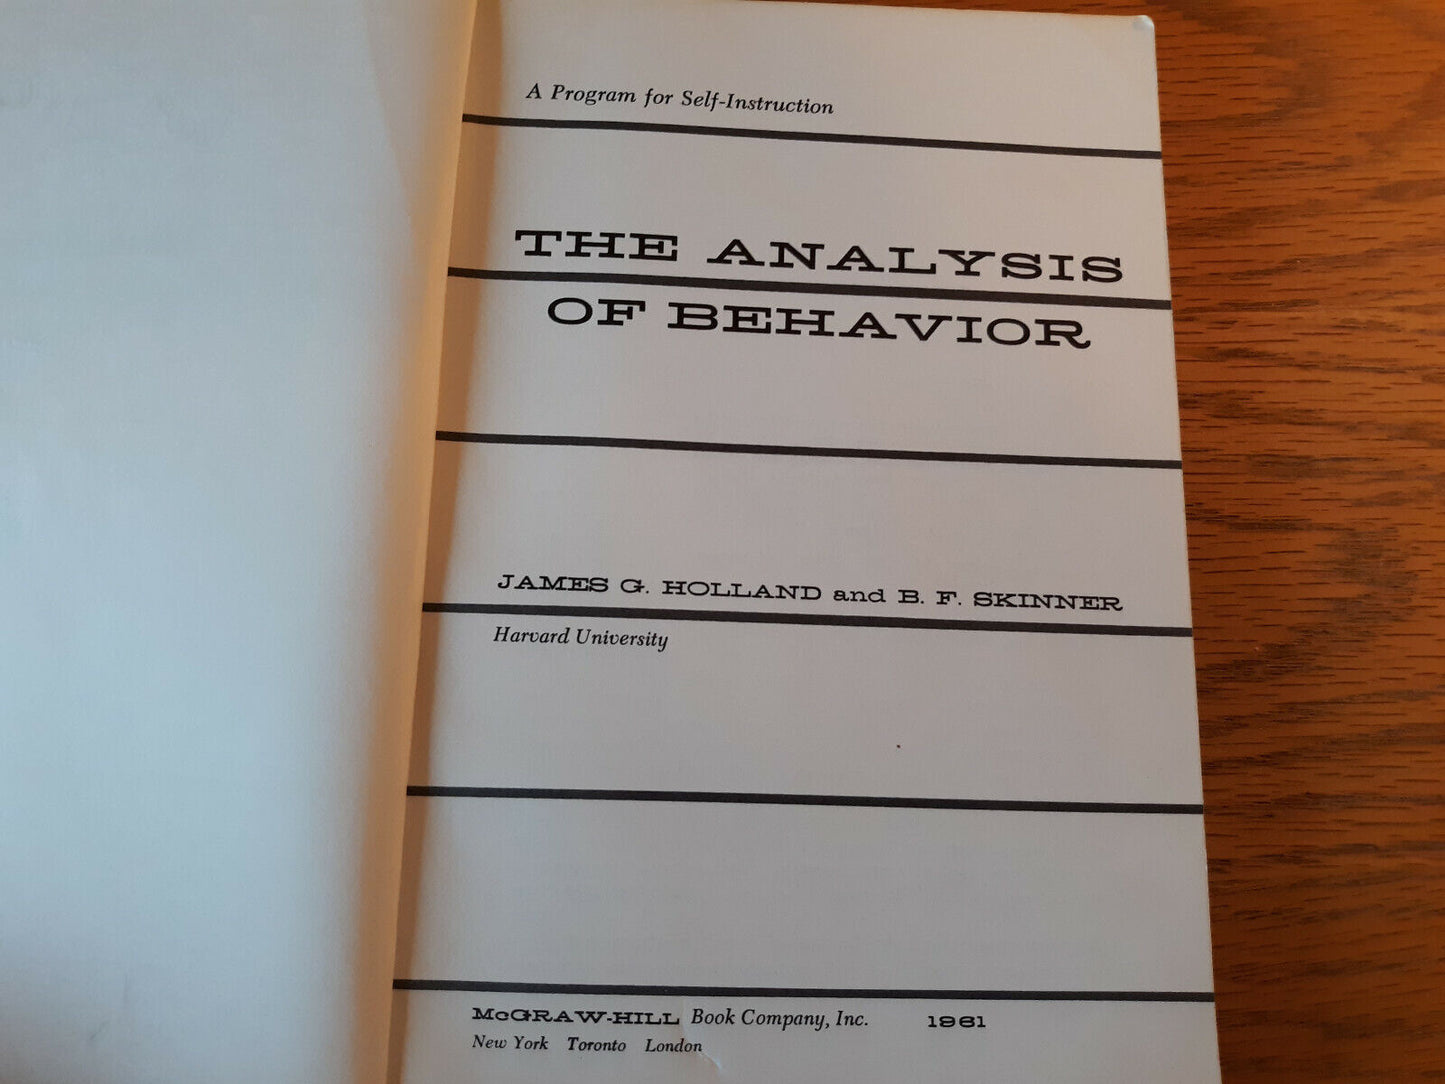 A Program for Self-Instruction
THE ANALYSIS
OF BEHAVIOR
JAMES G. HOLLAND and B. F. SKINNER
Harvard University
McGRAW-HILL Book Company, Inc. 1961
New York Toronto London